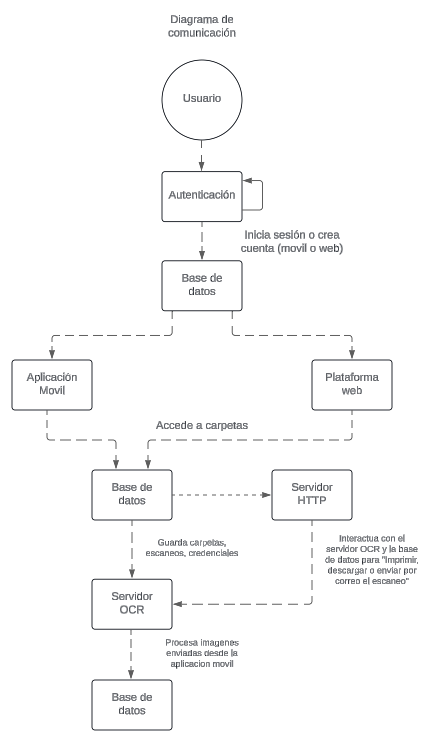 Diagrama de
comunicación
Usuario
Autenticación
Inicia sesión o crea
cuenta (movil o web)
Base de
datos
Aplicación
Movil
Plataforma
web
Accede a carpetas
Base de
datos
Servidor
HTTP
Guarda carpetas,
escaneos, credenciales
Interactua con el
servidor OCR y la base
de datos para "Imprimir,
descargar o enviar por
correo el escaneo"
Servidor
OCR
Procesa imagenes
enviadas desde la
aplicacion movil
Base de
datos